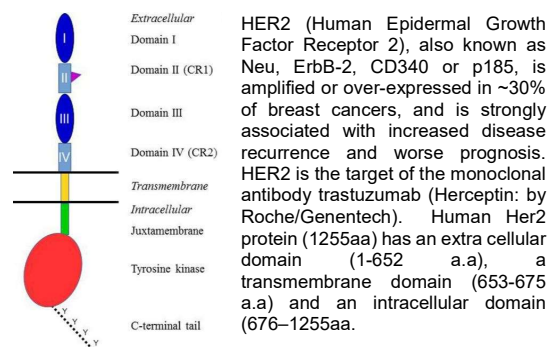 Extracellular
I
Domain I
II
Domain II (CR1)
III
Domain III
IV
Domain IV (CR2)
Transmembrane
Intracellular
Juxtamembrane
Tyrosine kinase
Y
Y
Y
Y
C-terminal tail
HER2 (Human Epidermal Growth
Factor Receptor 2), also known as
Neu, ErbB-2, CD340 or p185, is
amplified or over-expressed in ~30%
of breast cancers, and is strongly
associated with increased disease
recurrence and worse prognosis.
HER2 is the target of the monoclonal
antibody trastuzumab (Herceptin: by
Roche/Genentech). Human Her2
protein (1255aa) has an extra cellular
domain (1-652 a.a), a
transmembrane domain (653-675
a.a) and an intracellular domain
(676–1255aa.